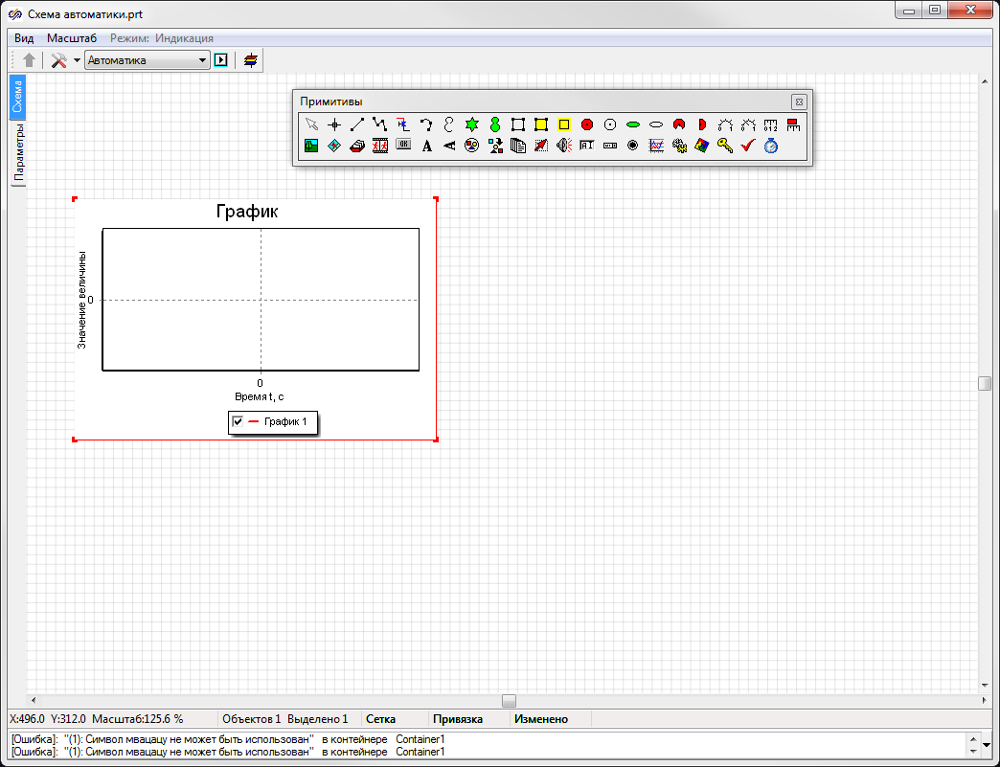 Схема автоматики.prt
Вид Масштаб Режим: Индикация
Автоматика
Схема
Параметры
Примитивы
OK
График
Значение величины
0
0
Время t, с
График 1
X:496.0 Y:312.0 Масштаб:125.6 % Объектов 1 Выделено 1 Сетка Привязка Изменено
[Ошибка]: "(1): Символ мвацацу не может быть использован" в контейнере Container1
[Ошибка]: "(1): Символ мвацацу не может быть использован" в контейнере Container1